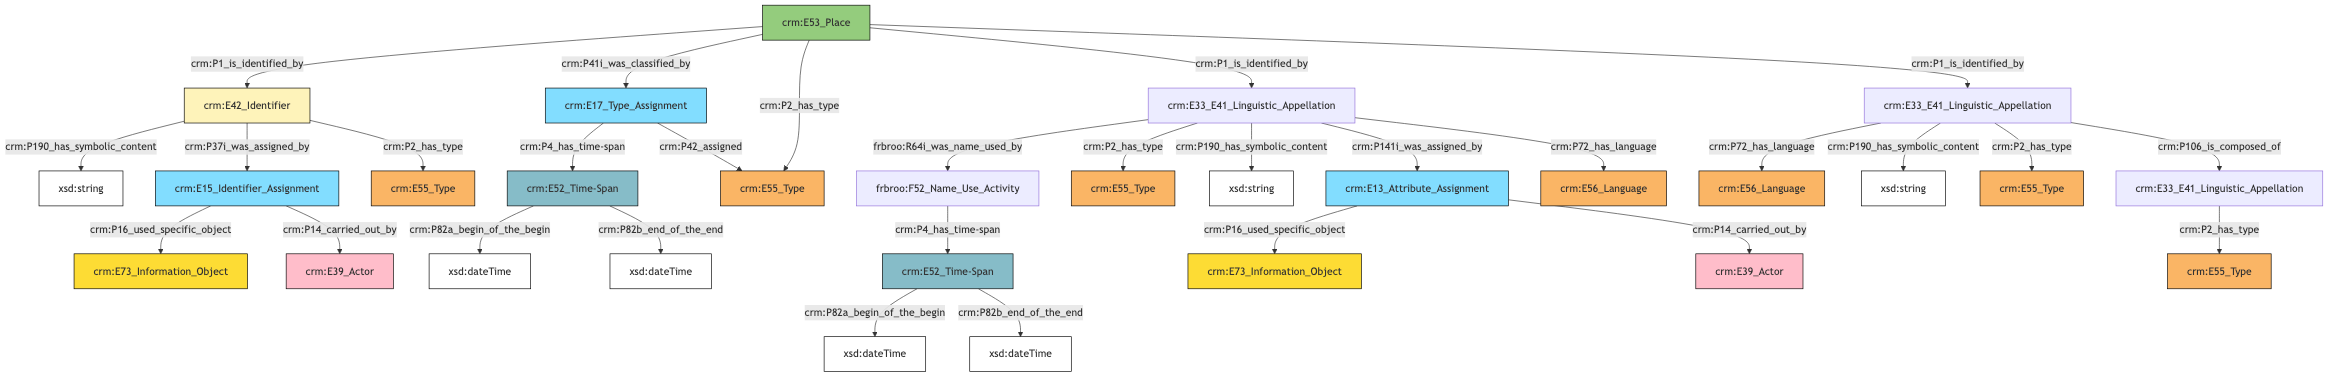 crm:E53_Place
crm:P1_is_identified_by
crm:P41i_was_classified_by
crm:P1_is_identified_by
crm:P1_is_identified_by
crm:E42_Identifier
crm:E17_Type_Assignment
crm:P2_has_type
crm:E33_E41_Linguistic_Appellation
crm:E33_E41_Linguistic_Appellation
crm:P190_has_symbolic_content
crm:P37i_was_assigned_by
crm:P2_has_type
crm:P4_has_time-span
crm:P42_assigned
frbroo:R64i_was_name_used_by
crm:P2_has_type
crm:P190_has_symbolic_content
crm:P141i_was_assigned_by
crm:P72_has_language
crm:P72_has_language
crm:P190_has_symbolic_content
crm:P2_has_type
crm:P106_is_composed_of
xsd:string
crm:E15_Identifier_Assignment
crm:E55_Type
crm:E52_Time-Span
crm:E55_Type
frbroo:F52_Name_Use_Activity
crm:E55_Type
xsd:string
crm:E13_Attribute_Assignment
crm:E56_Language
crm:E56_Language
xsd:string
crm:E55_Type
crm:E33_E41_Linguistic_Appellation
crm:P16_used_specific_object
crm:P14_carried_out_by
crm:P82a_begin_of_the_begin
crm:P82b_end_of_the_end
crm:P4_has_time-span
crm:P16_used_specific_object
crm:P14_carried_out_by
crm:P2_has_type
crm:E73_Information_Object
crm:E39_Actor
xsd:dateTime
xsd:dateTime
crm:E52_Time-Span
crm:E73_Information_Object
crm:E39_Actor
crm:E55_Type
crm:P82a_begin_of_the_begin
crm:P82b_end_of_the_end
xsd:dateTime
xsd:dateTime